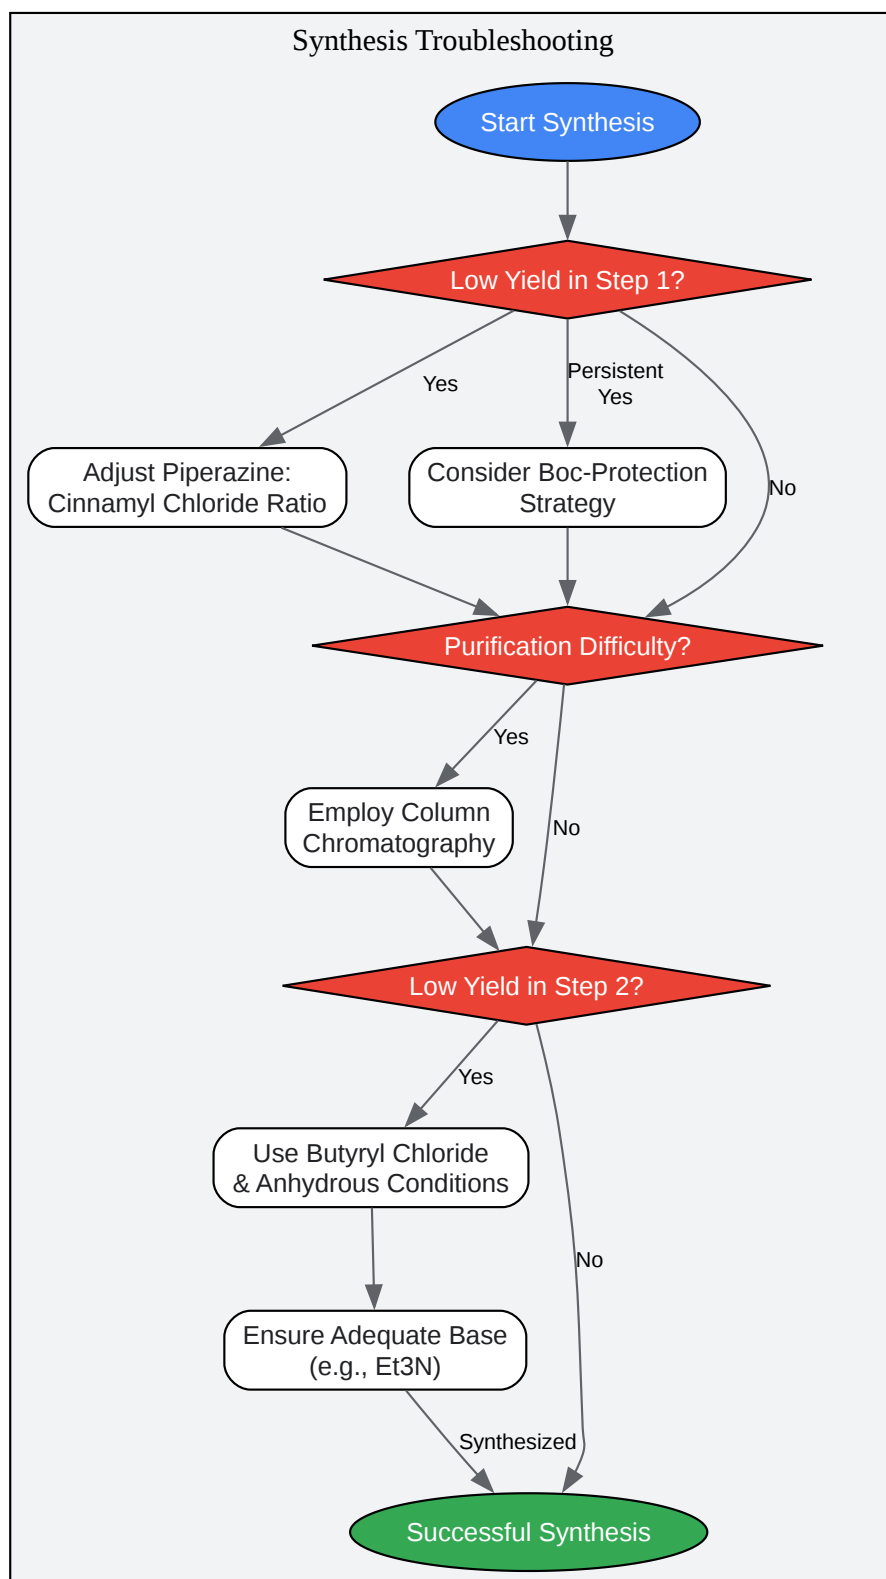 Synthesis Troubleshooting
Start Synthesis
Low Yield in Step 1?
Yes
Persistent
Yes
No
Adjust Piperazine:
Cinnamyl Chloride Ratio
Consider Boc-Protection
Strategy
Purification Difficulty?
Yes
No
Employ Column
Chromatography
Low Yield in Step 2?
Yes
No
Use Butyryl Chloride
& Anhydrous Conditions
Ensure Adequate Base
(e.g., Et3N)
Synthesized
Successful Synthesis